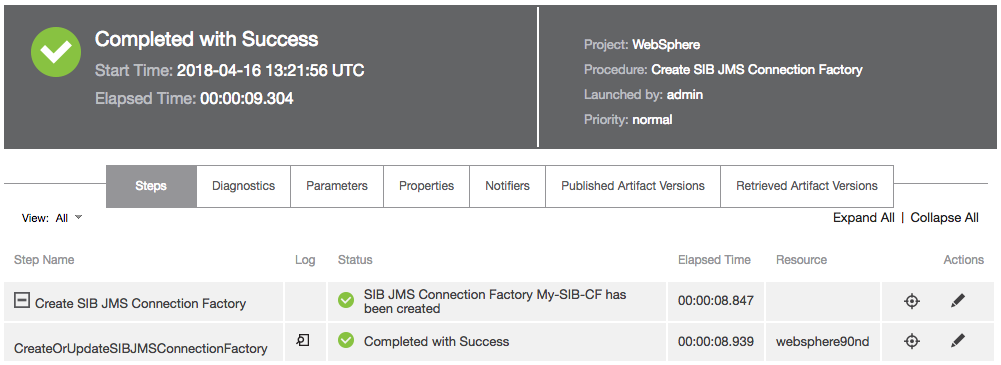 Completed with Success
Start Time: 2018-04-16 13:21:56 UTC
Elapsed Time: 00:00:09.304
Project: WebSphere
Procedure: Create SIB JMS Connection Factory
Launched by: admin
Priority: normal
Steps Diagnostics Parameters Properties Notifiers Published Artifact Versions Retrieved Artifact Versions
View: All Expand All | Collapse All
Step Name Log Status Elapsed Time Resource Actions
Create SIB JMS Connection Factory SIB JMS Connection Factory My-SIB-CF has 00:00:08.847
been created
CreateOrUpdateSIBJMSConnectionFactory Completed with Success 00:00:08.939 websphere90nd